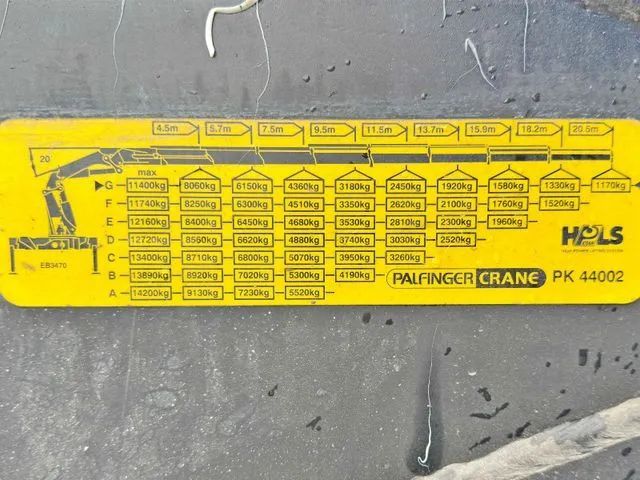 4.5m 5.7m 7.5m 9.5m 11.5m 13.7m 15.9m 18.2m 20.5m
20°
max
G 11400kg 8060kg 6150kg 4360kg 3180kg 2450kg 1920kg 1580kg 1330kg 1170kg
F 11740kg 8250kg 6300kg 4510kg 3350kg 2620kg 2100kg 1760kg 1520kg
E 12160kg 8400kg 6450kg 4680kg 3530kg 2810kg 2300kg 1960kg
D 12720kg 8560kg 6620kg 4880kg 3740kg 3030kg 2520kg
C 13400kg 8710kg 6800kg 5070kg 3950kg 3260kg
B 13890kg 8920kg 7020kg 5300kg 4190kg
A 14200kg 9130kg 7230kg 5520kg
EB3470
HPLS
PALFINGER CRANE PK 44002